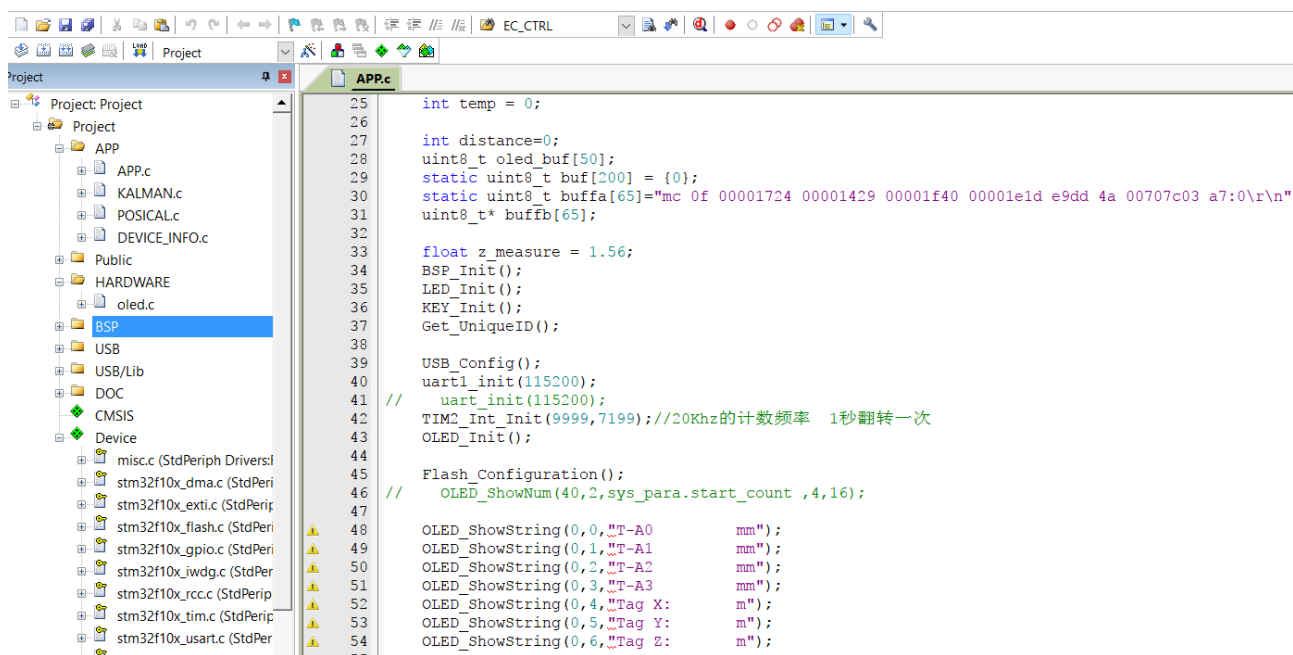 EC_CTRL
LOAD
Project
Project
APP.c
Project: Project
Project
APP
APP.c
KALMAN.c
POSICAL.c
DEVICE_INFO.c
Public
HARDWARE
oled.c
BSP
USB
USB/Lib
DOC
CMSIS
Device
misc.c (StdPeriph Drivers:F
stm32f10x_dma.c (StdPeri
stm32f10x_exti.c (StdPerip
stm32f10x_flash.c (StdPeri
stm32f10x_gpio.c (StdPeri
stm32f10x_iwdg.c (StdPer
stm32f10x_rcc.c (StdPerip
stm32f10x_tim.c (StdPerip
stm32f10x_usart.c (StdPer
25 int temp = 0;
26
27 int distance=0;
28 uint8_t oled_buf[50];
29 static uint8_t buf[200] = {0};
30 static uint8_t buffa[65]="mc 0f 00001724 00001429 00001f40 00001e1d e9dd 4a 00707c03 a7:0\r\n"
31 uint8_t* buffb[65];
32
33 float z_measure = 1.56;
34 BSP_Init();
35 LED_Init();
36 KEY_Init();
37 Get_UniqueID();
38
39 USB_Config();
40 uart1_init(115200);
41 // uart_init(115200);
42 TIM2_Int_Init(9999,7199);//20Khz的计数频率 1秒翻转一次
43 OLED_Init();
44
45 Flash_Configuration();
46 // OLED_ShowNum(40,2,sys_para.start_count ,4,16);
47
48 OLED_ShowString(0,0,"T-A0 mm");
49 OLED_ShowString(0,1,"T-A1 mm");
50 OLED_ShowString(0,2,"T-A2 mm");
51 OLED_ShowString(0,3,"T-A3 mm");
52 OLED_ShowString(0,4,"Tag X: m");
53 OLED_ShowString(0,5,"Tag Y: m");
54 OLED_ShowString(0,6,"Tag Z: m");